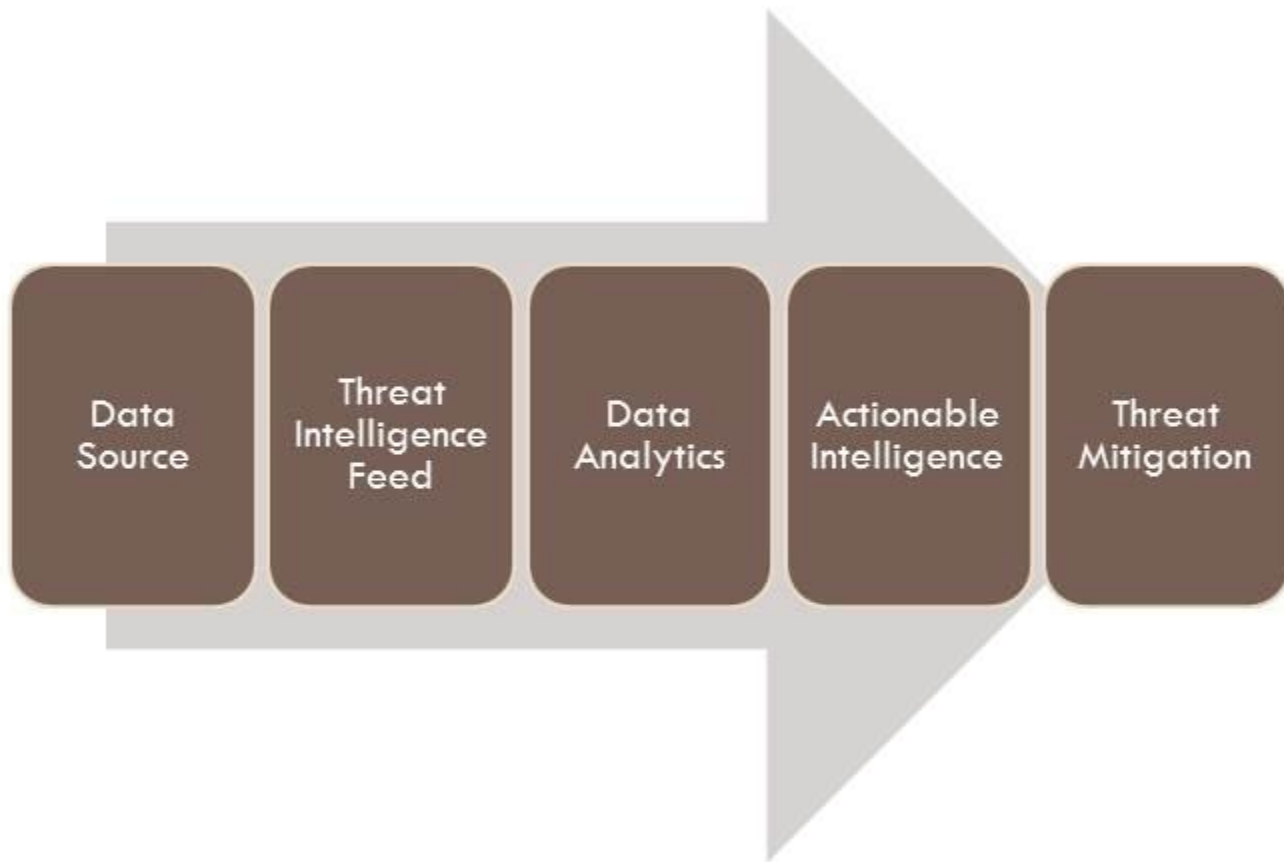 Data
Source
Threat
Intelligence
Feed
Data
Analytics
Actionable
Intelligence
Threat
Mitigation